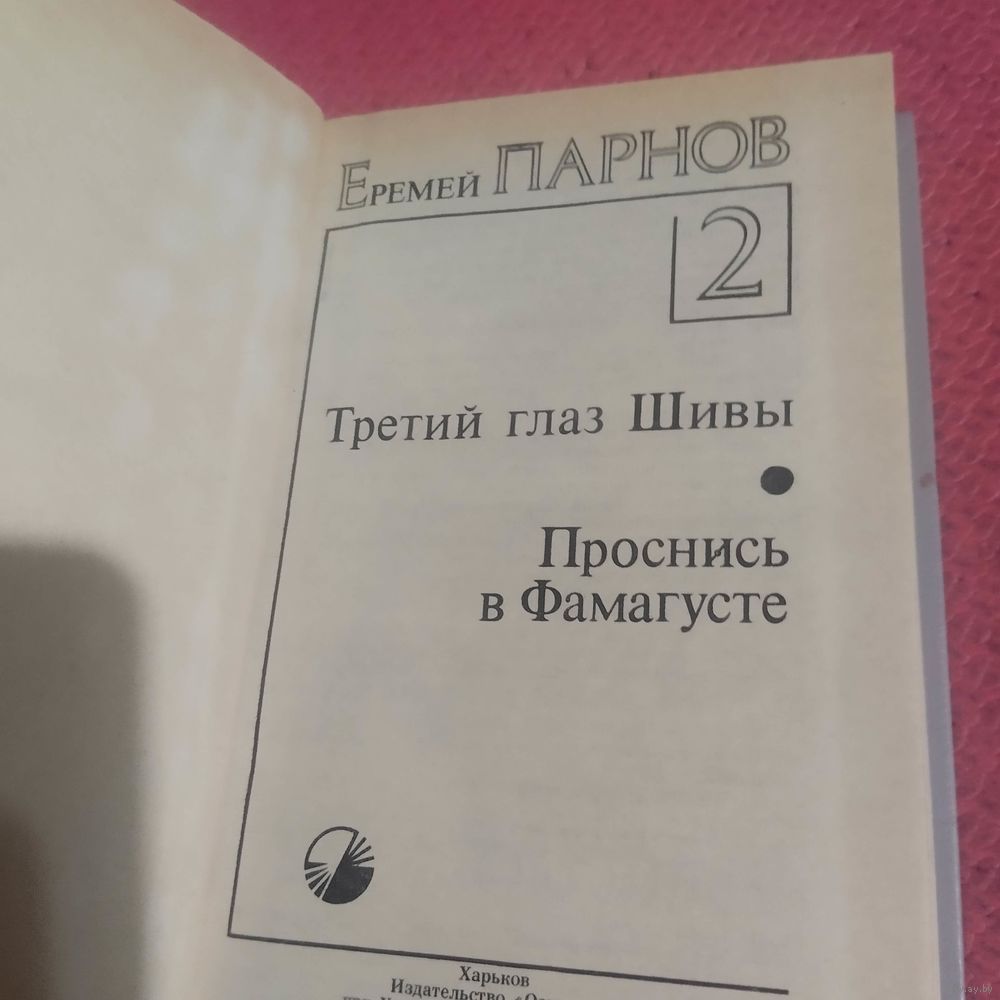 Еремей ПАРНОВ
2
Третий глаз Шивы
Проснись
в Фамагусте
Харьков
Издательство